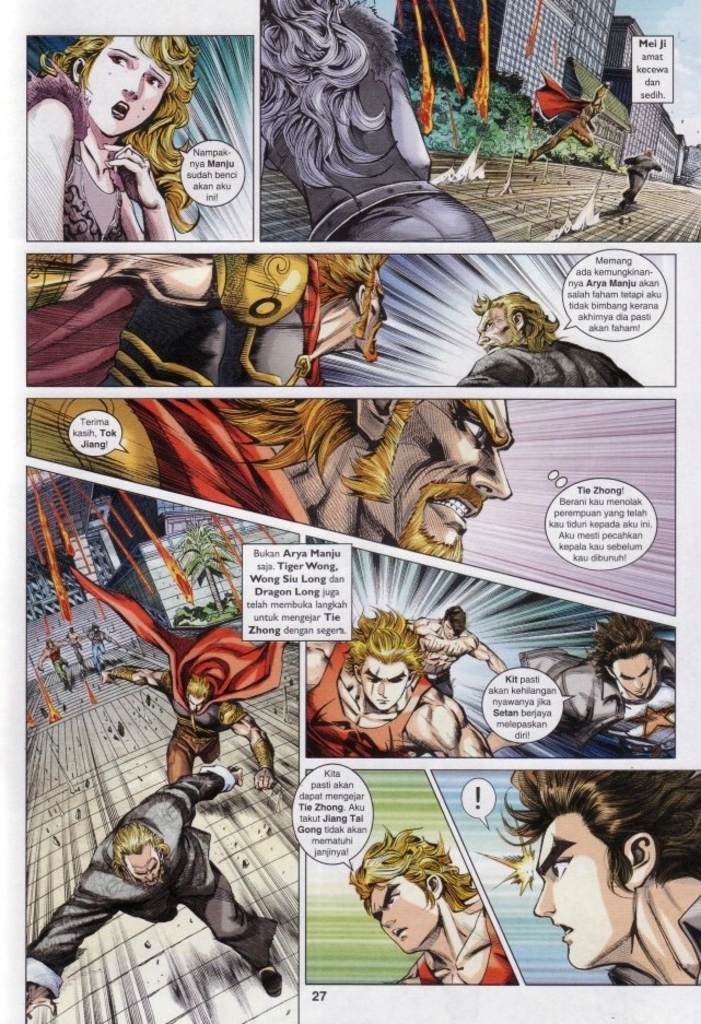 Nampak-
nya Manju
sudah benci
akan aku
ini!
Mei Ji
amat
kecewa
dan
sedih.
Memang
ada kemungkinan-
nya Arya Manju akan
salah faham tetapi aku
tidak bimbang kerana
akhirnya dia pasti
akan faham!
Terima
kasih, Tok
Jiang!
Tie Zhong!
Berani kau menolak
perempuan yang telah
kau tiduri kepada aku ini.
Aku mesti pecahkan
kepala kau sebelum
kau dibunuh!
Bukan Arya Manju
saja. Tiger Wong,
Wong Siu Long dan
Dragon Long juga
telah membuka langkah
untuk mengejar Tie
Zhong dengan segera.
Kit pasti
akan kehilangan
nyawanya jika
Setan berjaya
melepaskan
diri!
Kita
pasti akan
dapat mengejar
Tie Zhong. Aku
takut Jiang Tai
Gong tidak akan
mematuhi
janjinya!
!
27